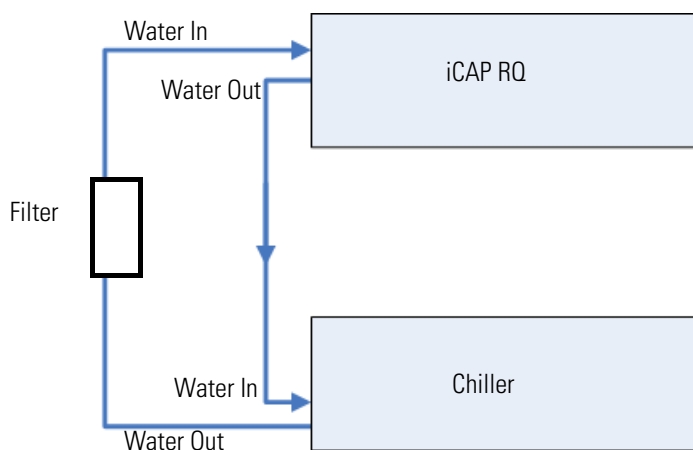 Water In
iCAP RQ
Water Out
Filter
Water In
Chiller
Water Out